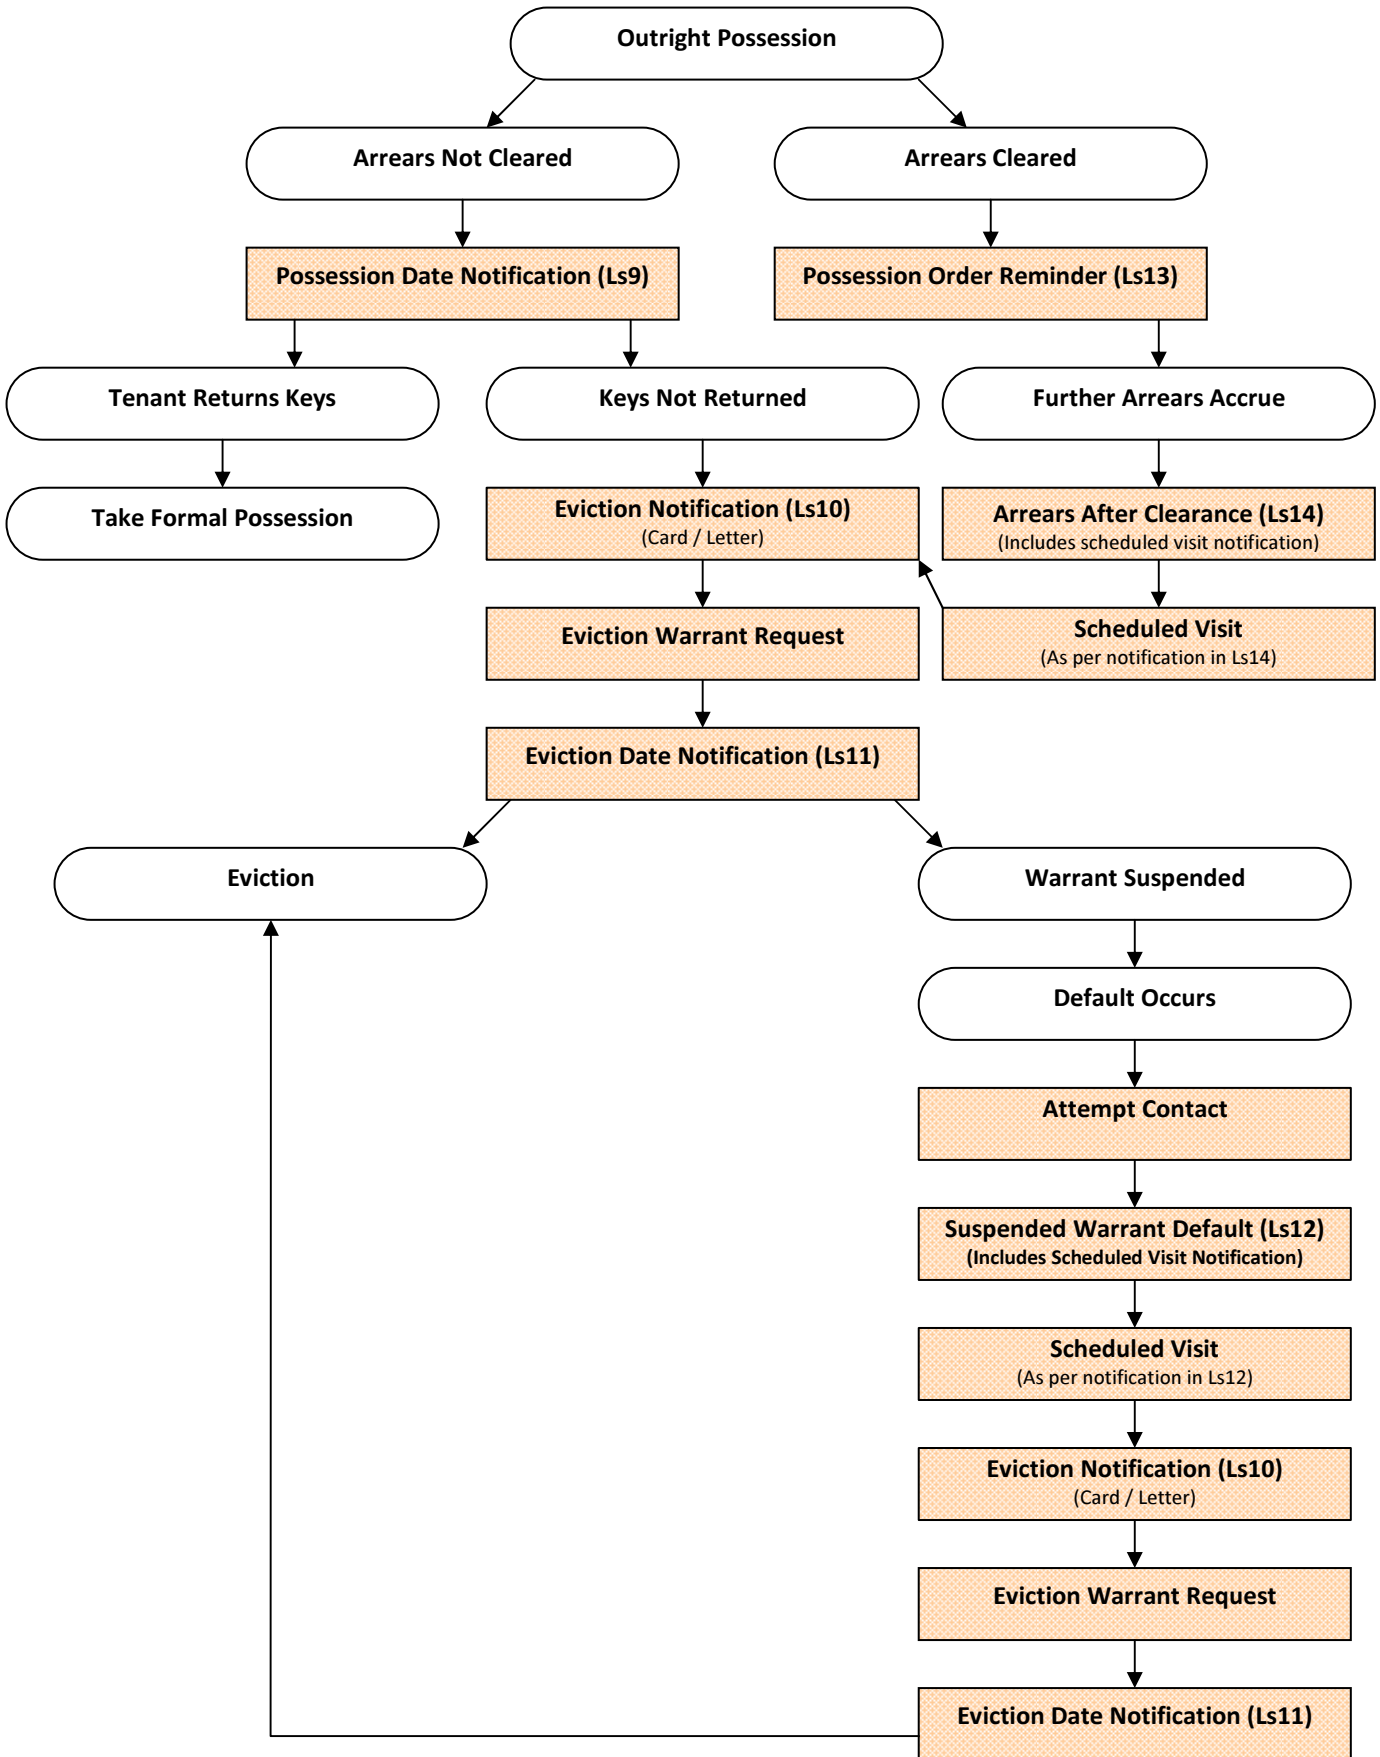 Outright Possession
Arrears Not Cleared
Arrears Cleared
Possession Date Notification (Ls9)
Possession Order Reminder (Ls13)
Tenant Returns Keys
Keys Not Returned
Further Arrears Accrue
Take Formal Possession
Eviction Notification (Ls10)
(Card / Letter)
Arrears After Clearance (Ls14)
(Includes scheduled visit notification)
Eviction Warrant Request
Scheduled Visit
(As per notification in Ls14)
Eviction Date Notification (Ls11)
Eviction
Warrant Suspended
Default Occurs
Attempt Contact
Suspended Warrant Default (Ls12)
(Includes Scheduled Visit Notification)
Scheduled Visit
(As per notification in Ls12)
Eviction Notification (Ls10)
(Card / Letter)
Eviction Warrant Request
Eviction Date Notification (Ls11)